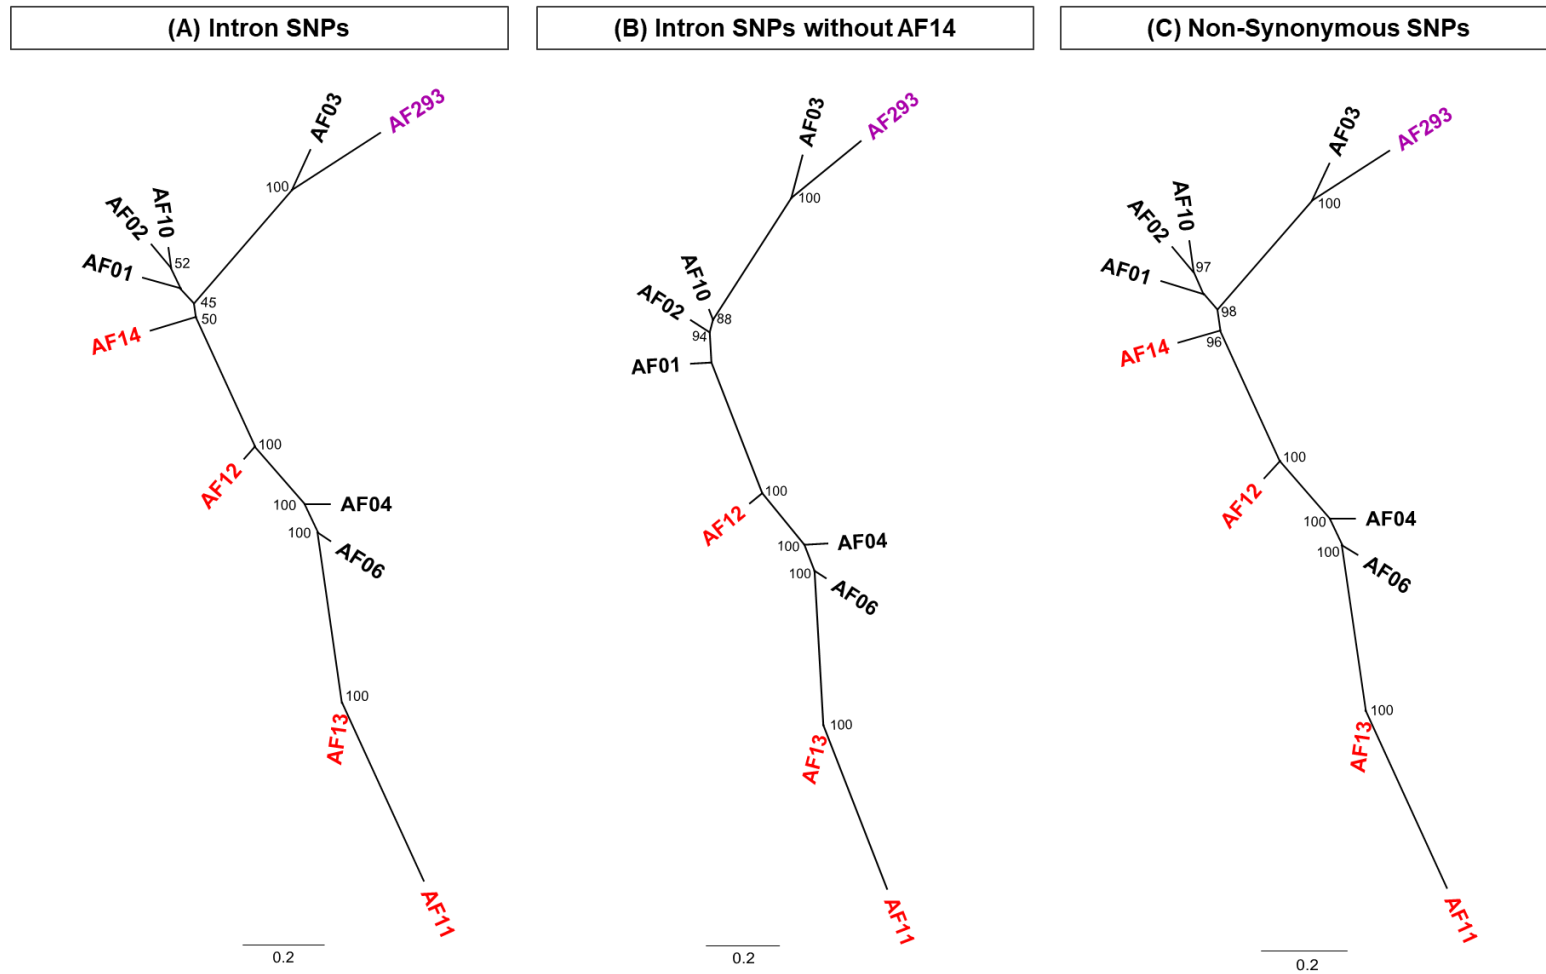 (A) Intron SNPs
AF03
AF293
100
AF10
AF02
52
AF01
45
50
AF14
100
AF12
100
AF04
100
AF06
100
AF13
AF11
0.2
(B) Intron SNPs without AF14
AF03
AF293
100
AF10
AF02
88
94
AF01
100
AF12
100
AF04
100
AF06
100
AF13
AF11
0.2
(C) Non-Synonymous SNPs
AF03
AF293
100
AF10
AF02
97
AF01
98
96
AF14
100
AF12
100
AF04
100
AF06
100
AF13
AF11
0.2